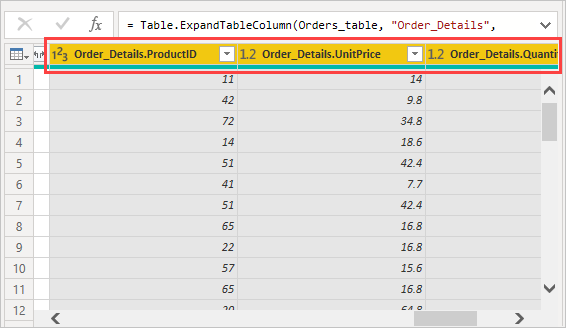 = Table.ExpandTableColumn(Orders_table, "Order_Details",
1²3 Order_Details.ProductID 1.2 Order_Details.UnitPrice 1.2 Order_Details.Quanti
1 11 14
2 42 9.8
3 72 34.8
4 14 18.6
5 51 42.4
6 41 7.7
7 51 42.4
8 65 16.8
9 22 16.8
10 57 15.6
11 65 16.8
12 20 64.8